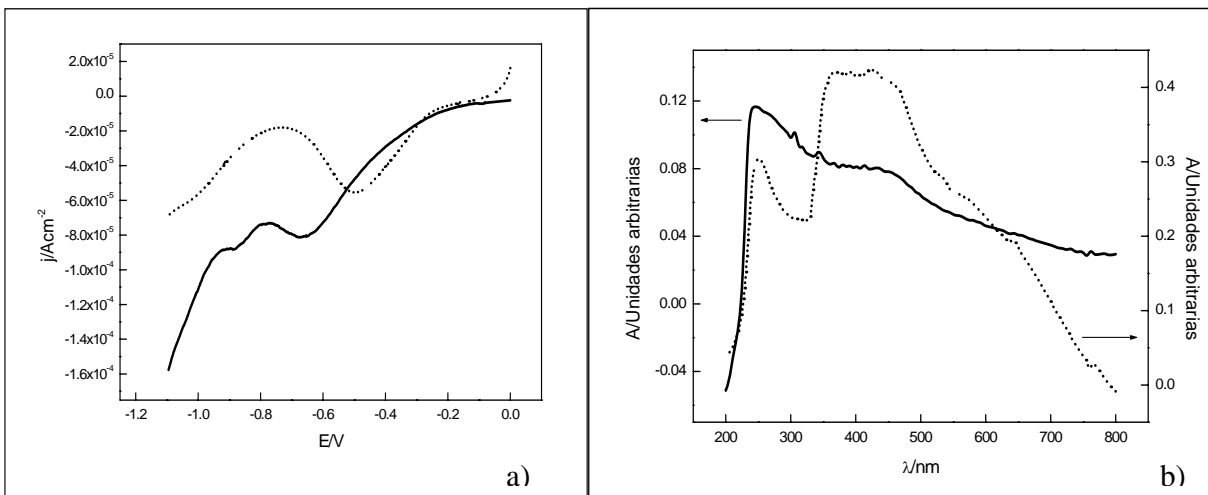 2.0x10⁻⁵
0.0
-2.0x10⁻⁵
-4.0x10⁻⁵
-6.0x10⁻⁵
-8.0x10⁻⁵
-1.0x10⁻⁴
-1.2x10⁻⁴
-1.4x10⁻⁴
-1.6x10⁻⁴
j/Acm⁻²
-1.2 -1.0 -0.8 -0.6 -0.4 -0.2 0.0
E/V
a)
0.12
0.08
0.04
0.00
-0.04
A/Unidades arbitrarias
0.4
0.3
0.2
0.1
0.0
A/Unidades arbitrarias
200 300 400 500 600 700 800
λ/nm
b)